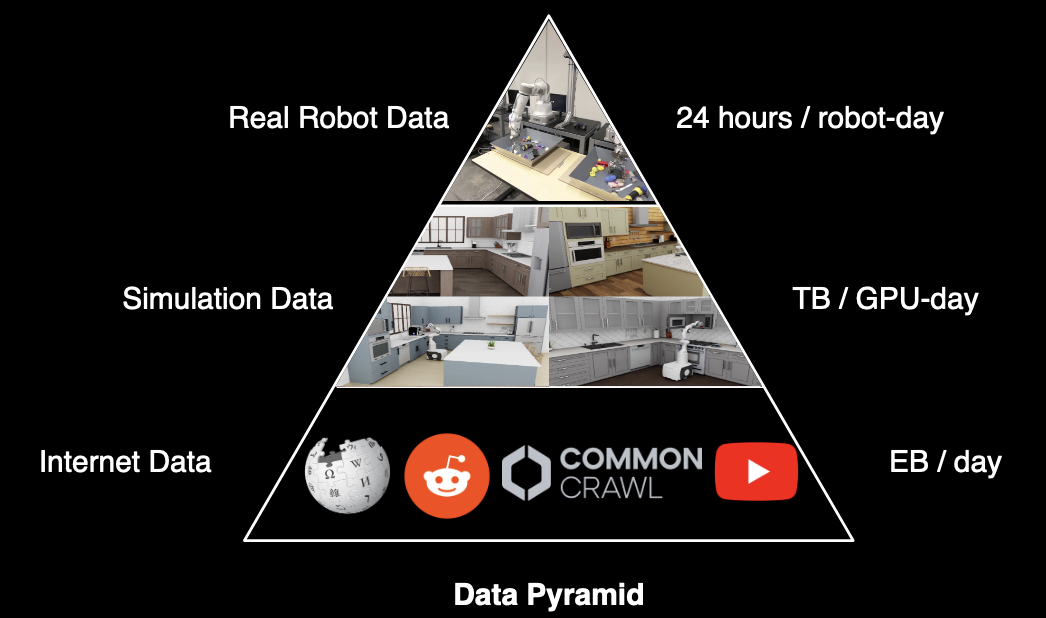 Real Robot Data
24 hours / robot-day
Simulation Data
TB / GPU-day
Internet Data
Ω
W
И
COMMON
CRAWL
EB / day
Data Pyramid